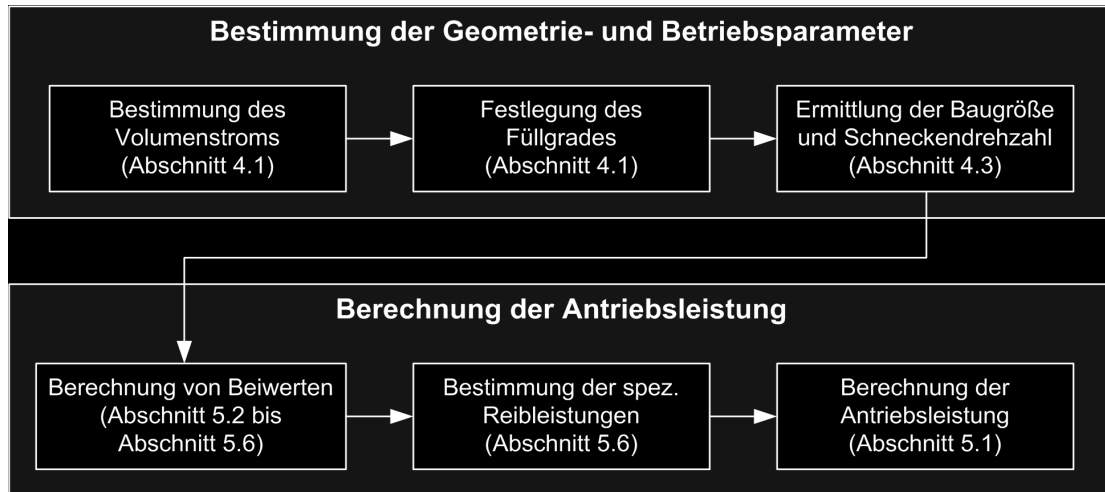 Bestimmung der Geometrie- und Betriebsparameter
Bestimmung des
Volumenstroms
(Abschnitt 4.1)
Festlegung des
Füllgrades
(Abschnitt 4.1)
Ermittlung der Baugröße
und Schneckendrehzahl
(Abschnitt 4.3)
Berechnung der Antriebsleistung
Berechnung von Beiwerten
(Abschnitt 5.2 bis
Abschnitt 5.6)
Bestimmung der spez.
Reibleistungen
(Abschnitt 5.6)
Berechnung der
Antriebsleistung
(Abschnitt 5.1)